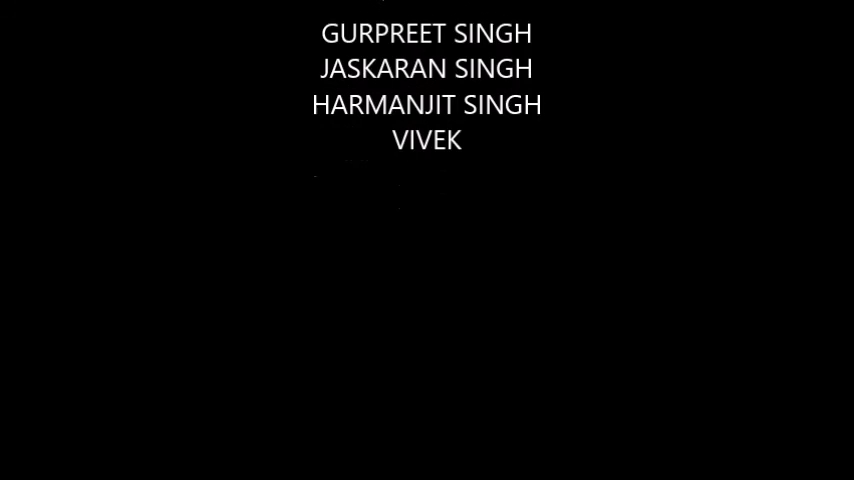 GURPREET SINGH
JASKARAN SINGH
HARMANJIT SINGH
VIVEK